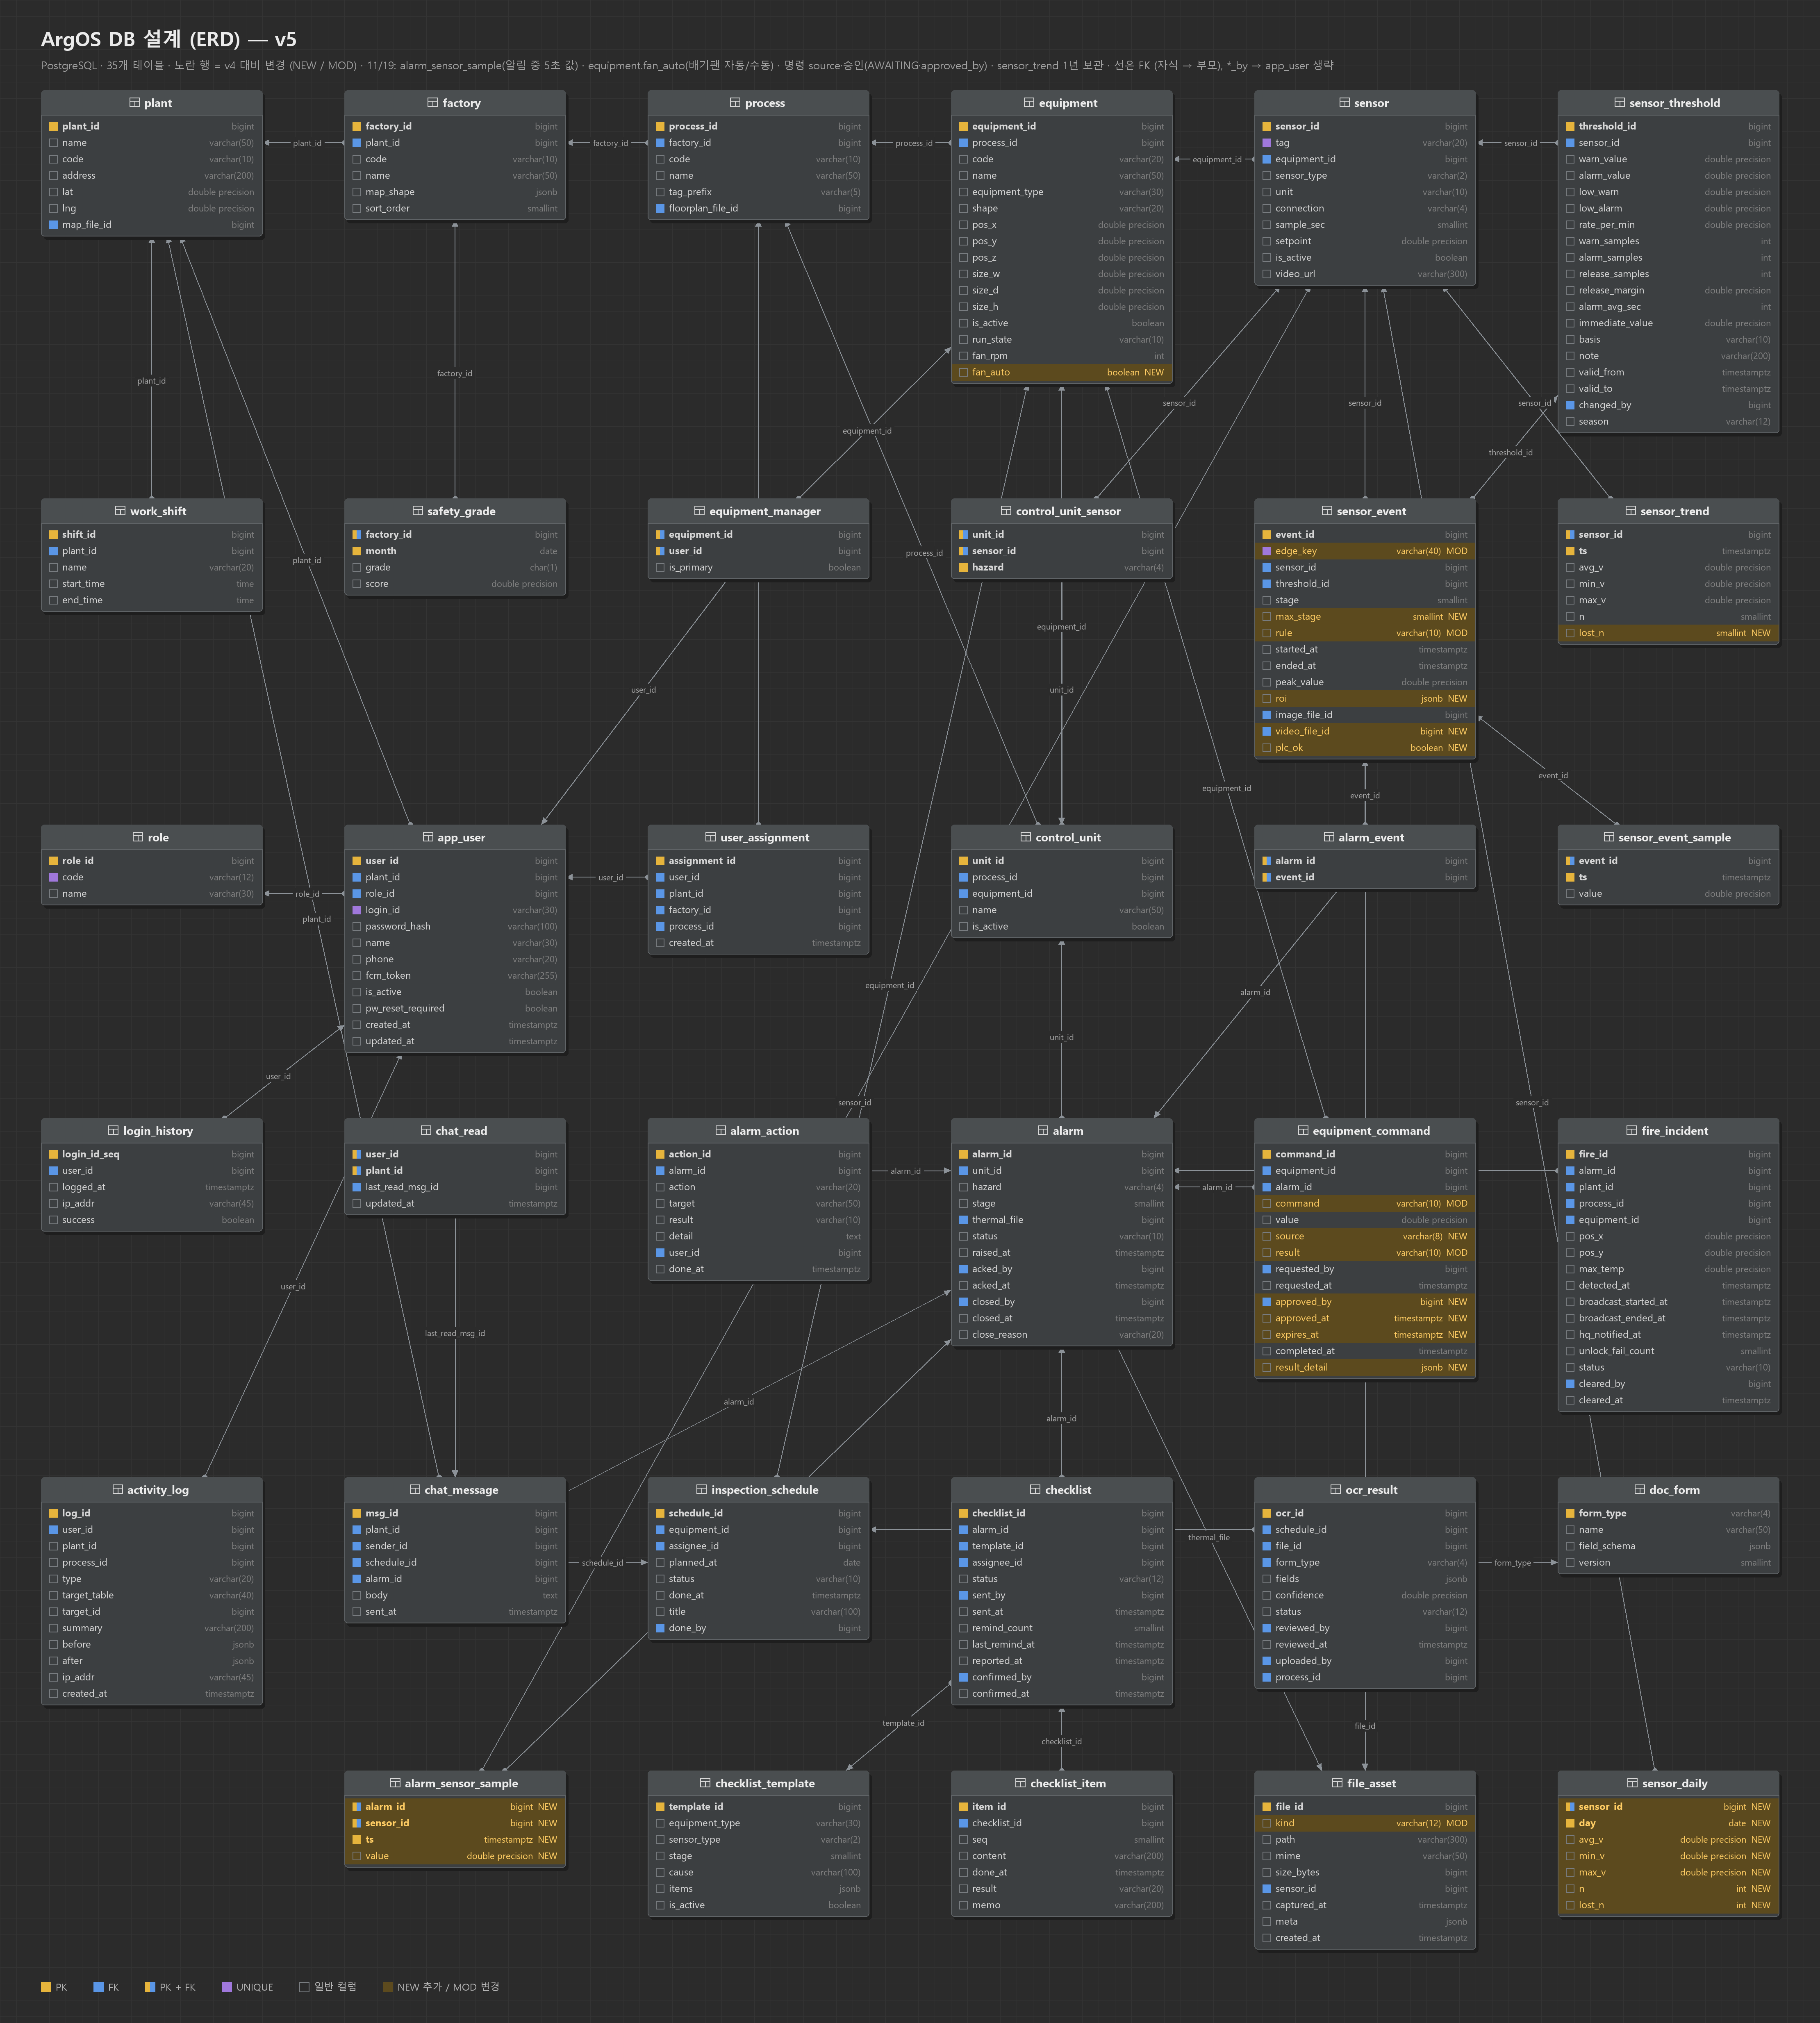 ArgOS DB 설계 (ERD) — v5
PostgreSQL · 35개 테이블 · 노란 행 = v4 대비 변경 (NEW / MOD) · 11/19: alarm_sensor_sample(알림 중 5초 값) · equipment.fan_auto(배기팬 자동/수동) · 명령 source·승인(AWAITING·approved_by) · sensor_trend 1년 보관 · 선은 FK (자식 → 부모), *_by → app_user 생략
plant
plant_id bigint
name varchar(50)
code varchar(10)
address varchar(200)
lat double precision
lng double precision
map_file_id bigint
plant_id
factory
factory_id bigint
plant_id bigint
code varchar(10)
name varchar(50)
map_shape jsonb
sort_order smallint
factory_id
process
process_id bigint
factory_id bigint
code varchar(10)
name varchar(50)
tag_prefix varchar(5)
floorplan_file_id bigint
process_id
equipment
equipment_id bigint
process_id bigint
code varchar(20)
name varchar(50)
equipment_type varchar(30)
shape varchar(20)
pos_x double precision
pos_y double precision
pos_z double precision
size_w double precision
size_d double precision
size_h double precision
is_active boolean
run_state varchar(10)
fan_rpm int
fan_auto boolean NEW
equipment_id
sensor
sensor_id bigint
tag varchar(20)
equipment_id bigint
sensor_type varchar(2)
unit varchar(10)
connection varchar(4)
sample_sec smallint
setpoint double precision
is_active boolean
video_url varchar(300)
sensor_id
sensor_threshold
threshold_id bigint
sensor_id bigint
warn_value double precision
alarm_value double precision
low_warn double precision
low_alarm double precision
rate_per_min double precision
warn_samples int
alarm_samples int
release_samples int
release_margin double precision
alarm_avg_sec int
immediate_value double precision
basis varchar(10)
note varchar(200)
valid_from timestamptz
valid_to timestamptz
changed_by bigint
season varchar(12)
plant_id
factory_id
equipment_id
sensor_id
sensor_id
sensor_id
threshold_id
work_shift
shift_id bigint
plant_id bigint
name varchar(20)
start_time time
end_time time
plant_id
safety_grade
factory_id bigint
month date
grade char(1)
score double precision
equipment_manager
equipment_id bigint
user_id bigint
is_primary boolean
process_id
control_unit_sensor
unit_id bigint
sensor_id bigint
hazard varchar(4)
sensor_event
event_id bigint
edge_key varchar(40) MOD
sensor_id bigint
threshold_id bigint
stage smallint
max_stage smallint NEW
rule varchar(10) MOD
started_at timestamptz
ended_at timestamptz
peak_value double precision
roi jsonb NEW
image_file_id bigint
video_file_id bigint NEW
plc_ok boolean NEW
sensor_trend
sensor_id bigint
ts timestamptz
avg_v double precision
min_v double precision
max_v double precision
n smallint
lost_n smallint NEW
user_id
equipment_id
unit_id
equipment_id
event_id
event_id
role
role_id bigint
code varchar(12)
name varchar(30)
role_id
plant_id
app_user
user_id bigint
plant_id bigint
role_id bigint
login_id varchar(30)
password_hash varchar(100)
name varchar(30)
phone varchar(20)
fcm_token varchar(255)
is_active boolean
pw_reset_required boolean
created_at timestamptz
updated_at timestamptz
user_id
user_assignment
assignment_id bigint
user_id bigint
plant_id bigint
factory_id bigint
process_id bigint
created_at timestamptz
control_unit
unit_id bigint
process_id bigint
equipment_id bigint
name varchar(50)
is_active boolean
alarm_event
alarm_id bigint
event_id bigint
sensor_event_sample
event_id bigint
ts timestamptz
value double precision
equipment_id
alarm_id
unit_id
user_id
sensor_id
sensor_id
login_history
login_id_seq bigint
user_id bigint
logged_at timestamptz
ip_addr varchar(45)
success boolean
chat_read
user_id bigint
plant_id bigint
last_read_msg_id bigint
updated_at timestamptz
alarm_action
action_id bigint
alarm_id bigint
action varchar(20)
target varchar(50)
result varchar(10)
detail text
user_id bigint
done_at timestamptz
alarm_id
alarm
alarm_id bigint
unit_id bigint
hazard varchar(4)
stage smallint
thermal_file bigint
status varchar(10)
raised_at timestamptz
acked_by bigint
acked_at timestamptz
closed_by bigint
closed_at timestamptz
close_reason varchar(20)
alarm_id
equipment_command
command_id bigint
equipment_id bigint
alarm_id bigint
command varchar(10) MOD
value double precision
source varchar(8) NEW
result varchar(10) MOD
requested_by bigint
requested_at timestamptz
approved_by bigint NEW
approved_at timestamptz NEW
expires_at timestamptz NEW
completed_at timestamptz
result_detail jsonb NEW
fire_incident
fire_id bigint
alarm_id bigint
plant_id bigint
process_id bigint
equipment_id bigint
pos_x double precision
pos_y double precision
max_temp double precision
detected_at timestamptz
broadcast_started_at timestamptz
broadcast_ended_at timestamptz
hq_notified_at timestamptz
unlock_fail_count smallint
status varchar(10)
cleared_by bigint
cleared_at timestamptz
user_id
last_read_msg_id
alarm_id
alarm_id
activity_log
log_id bigint
user_id bigint
plant_id bigint
process_id bigint
type varchar(20)
target_table varchar(40)
target_id bigint
summary varchar(200)
before jsonb
after jsonb
ip_addr varchar(45)
created_at timestamptz
chat_message
msg_id bigint
plant_id bigint
sender_id bigint
schedule_id bigint
alarm_id bigint
body text
sent_at timestamptz
schedule_id
inspection_schedule
schedule_id bigint
equipment_id bigint
assignee_id bigint
planned_at date
status varchar(10)
done_at timestamptz
title varchar(100)
done_by bigint
checklist
checklist_id bigint
alarm_id bigint
template_id bigint
assignee_id bigint
status varchar(12)
sent_by bigint
sent_at timestamptz
remind_count smallint
last_remind_at timestamptz
reported_at timestamptz
confirmed_by bigint
confirmed_at timestamptz
thermal_file
ocr_result
ocr_id bigint
schedule_id bigint
file_id bigint
form_type varchar(4)
fields jsonb
confidence double precision
status varchar(12)
reviewed_by bigint
reviewed_at timestamptz
uploaded_by bigint
process_id bigint
form_type
doc_form
form_type varchar(4)
name varchar(50)
field_schema jsonb
version smallint
template_id
checklist_id
file_id
alarm_sensor_sample
alarm_id bigint NEW
sensor_id bigint NEW
ts timestamptz NEW
value double precision NEW
checklist_template
template_id bigint
equipment_type varchar(30)
sensor_type varchar(2)
stage smallint
cause varchar(100)
items jsonb
is_active boolean
checklist_item
item_id bigint
checklist_id bigint
seq smallint
content varchar(200)
done_at timestamptz
result varchar(20)
memo varchar(200)
file_asset
file_id bigint
kind varchar(12) MOD
path varchar(300)
mime varchar(50)
size_bytes bigint
sensor_id bigint
captured_at timestamptz
meta jsonb
created_at timestamptz
sensor_daily
sensor_id bigint NEW
day date NEW
avg_v double precision NEW
min_v double precision NEW
max_v double precision NEW
n int NEW
lost_n int NEW
PK FK PK + FK UNIQUE 일반 컬럼 NEW 추가 / MOD 변경